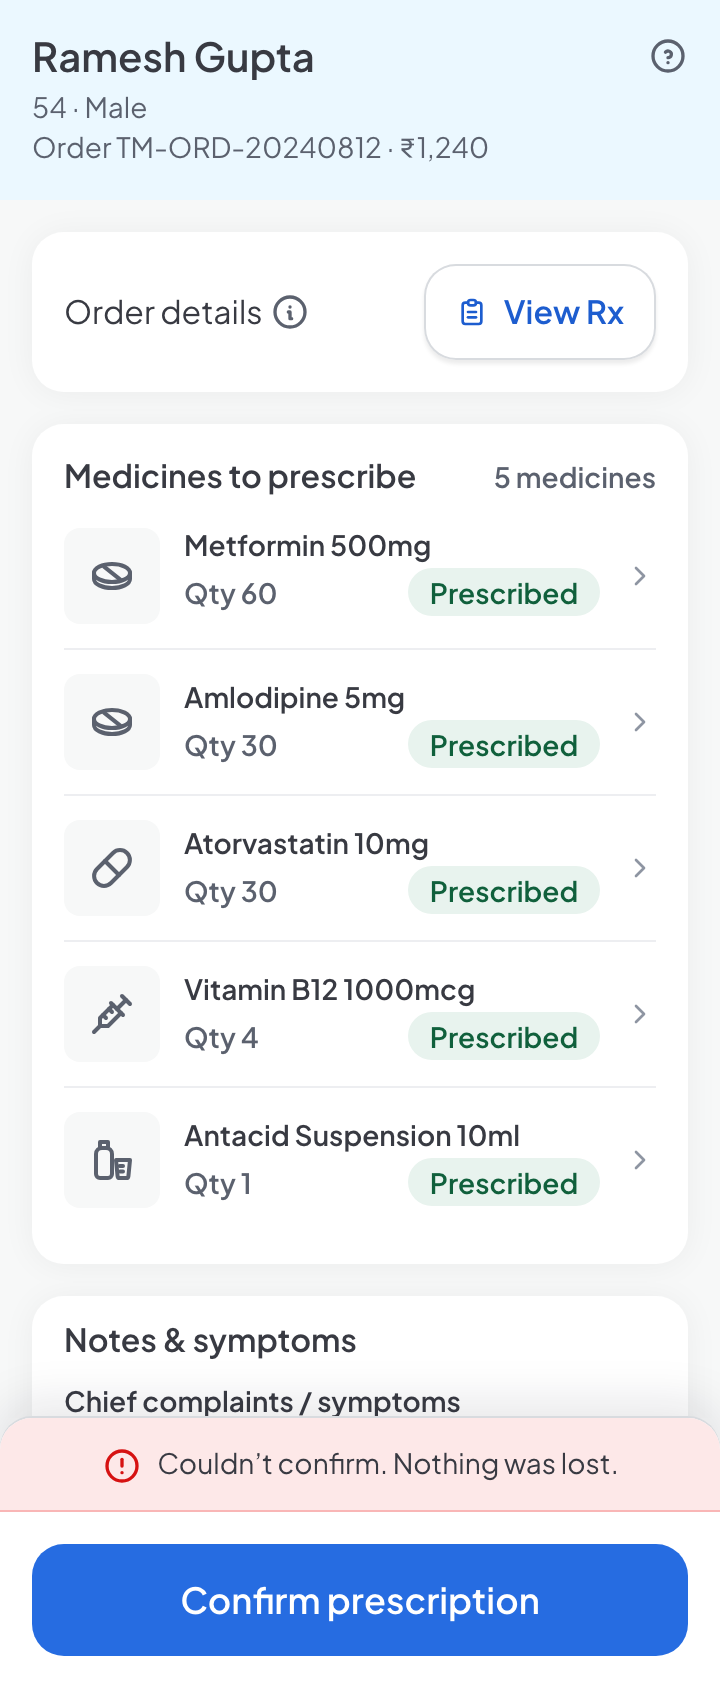 Ramesh Gupta
54 · Male
Order TM-ORD-20240812 · ₹1,240
Order details
View Rx
Medicines to prescribe
5 medicines
Metformin 500mg
Qty 60
Prescribed
Amlodipine 5mg
Qty 30
Prescribed
Atorvastatin 10mg
Qty 30
Prescribed
Vitamin B12 1000mcg
Qty 4
Prescribed
Antacid Suspension 10ml
Qty 1
Prescribed
Notes & symptoms
Chief complaints / symptoms
Couldn’t confirm. Nothing was lost.
Confirm prescription